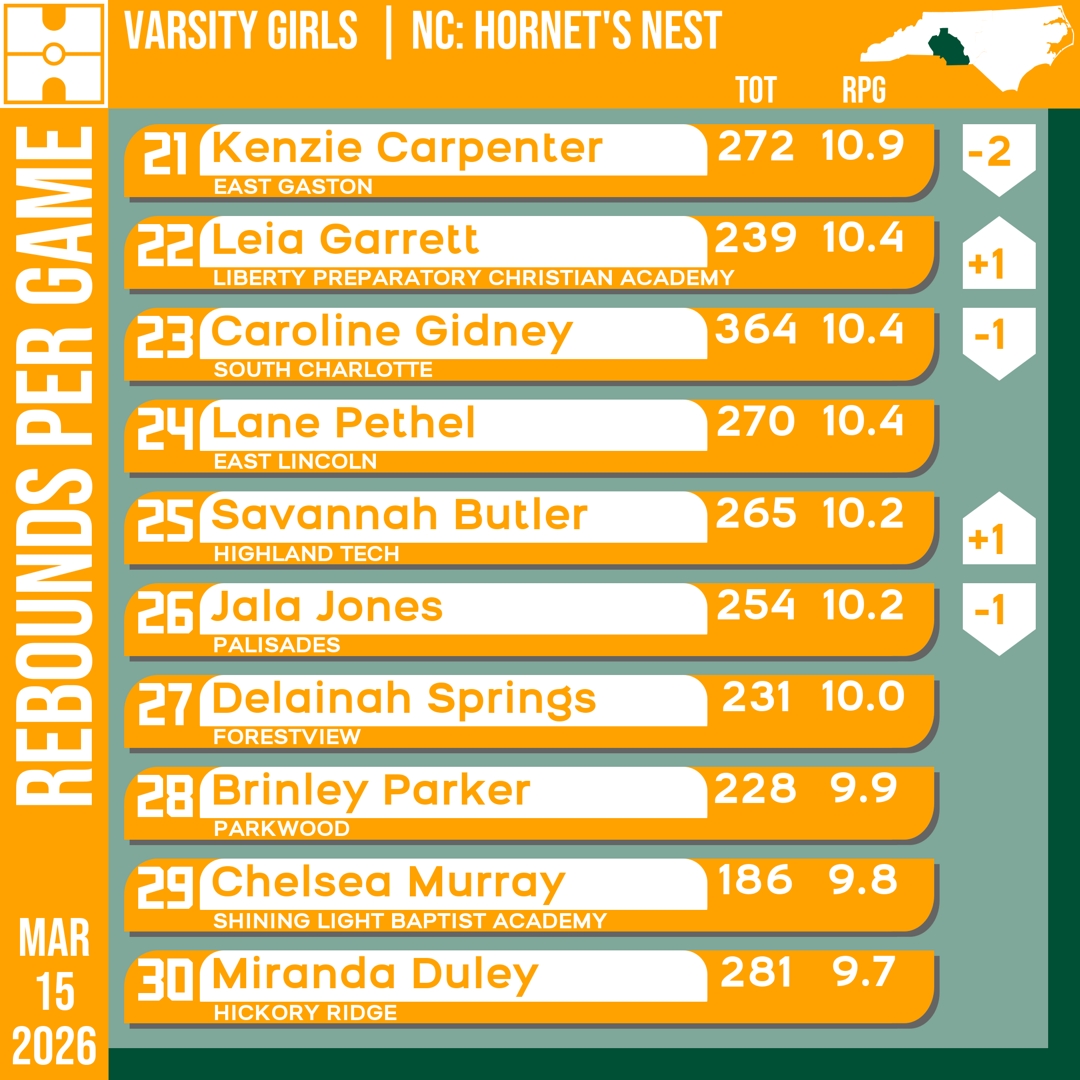 VARSITY GIRLS | NC: HORNET'S NEST
TOT RPG
REBOUNDS PER GAME
MAR
15
2026
21 Kenzie Carpenter 272 10.9 -2
EAST GASTON
22 Leia Garrett 239 10.4 +1
LIBERTY PREPARATORY CHRISTIAN ACADEMY
23 Caroline Gidney 364 10.4 -1
SOUTH CHARLOTTE
24 Lane Pethel 270 10.4
EAST LINCOLN
25 Savannah Butler 265 10.2 +1
HIGHLAND TECH
26 Jala Jones 254 10.2 -1
PALISADES
27 Delainah Springs 231 10.0
FORESTVIEW
28 Brinley Parker 228 9.9
PARKWOOD
29 Chelsea Murray 186 9.8
SHINING LIGHT BAPTIST ACADEMY
30 Miranda Duley 281 9.7
HICKORY RIDGE